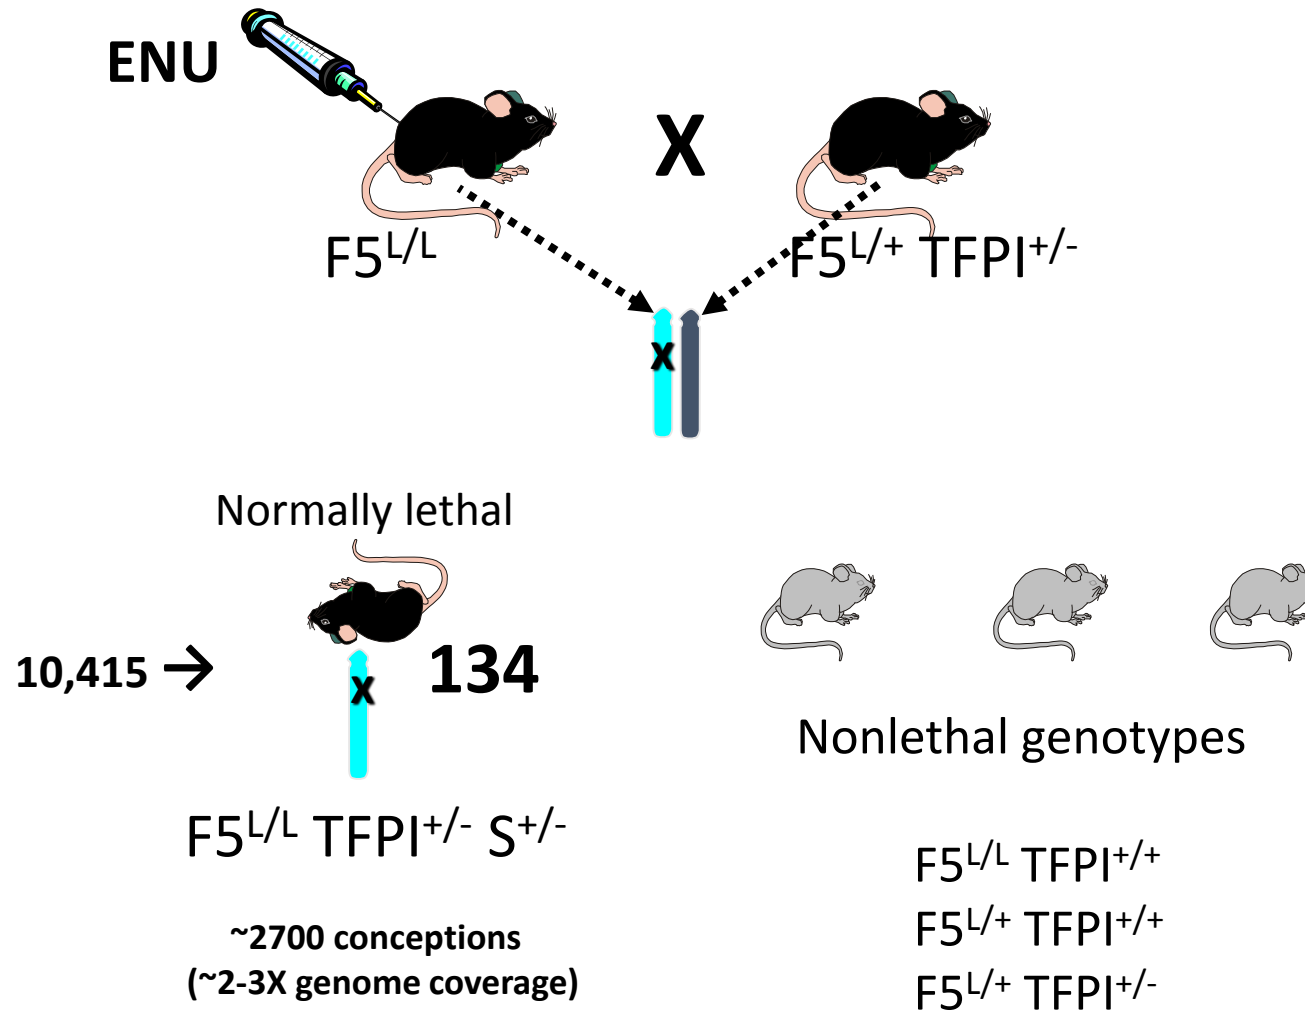 ENU
X
F5L/L
F5L/+ TFPI+/-
x
Normally lethal
10,415 → 134
x
Nonlethal genotypes
F5L/L TFPI+/- S+/-
F5L/L TFPI+/+
F5L/+ TFPI+/+
F5L/+ TFPI+/-
~2700 conceptions
(~2-3X genome coverage)